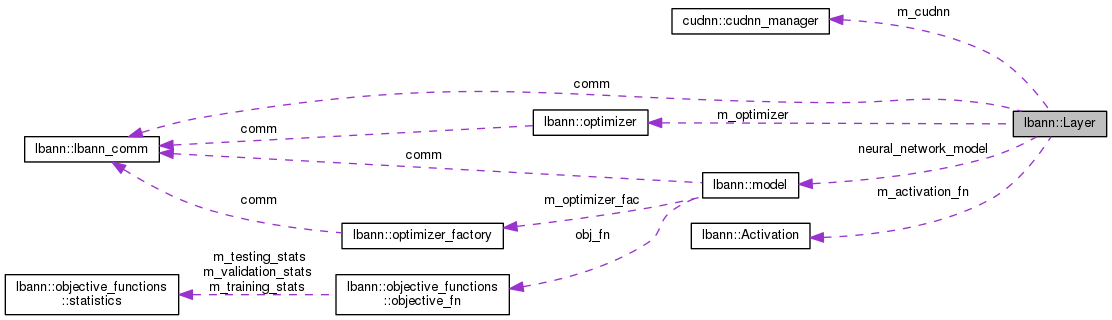 m_cudnn
cudnn::cudnn_manager
comm
m_optimizer
lbann::optimizer
lbann::Layer
comm
lbann::lbann_comm
comm
neural_network_model
lbann::model
m_activation_fn
comm
m_optimizer_fac
lbann::optimizer_factory
obj_fn
lbann::Activation
m_testing_stats
m_validation_stats
m_training_stats
lbann::objective_functions
::statistics
lbann::objective_functions
::objective_fn